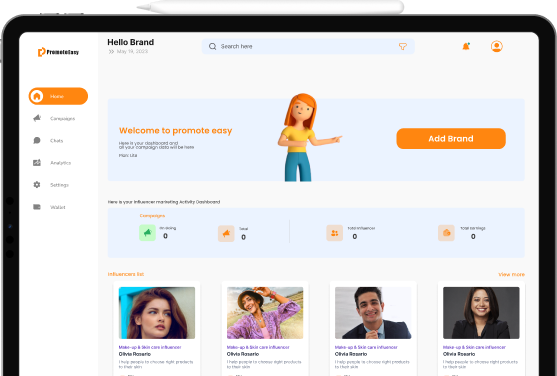 PromoteEasy
Hello Brand
May 19, 2023
Search here
Home
Campaigns
Chats
Analytics
Settings
Wallet
Welcome to promote easy
Here is your dashboard and
all your campaign data will be here
Plan: Lite
Add Brand
Here is your influencer marketing Activity Dashboard
Campaigns
On Going
0
Total
0
Total Influencer
0
Total Earnings
0
Influencers list
View more
Make-up & Skin care influencer
Olivia Rosario
I help people to choose right products
to their skin
Make-up & Skin care influencer
Olivia Rosario
I help people to choose right products
to their skin
Make-up & Skin care influencer
Olivia Rosario
I help people to choose right products
to their skin
Make-up & Skin care influencer
Olivia Rosario
I help people to choose right products
to their skin